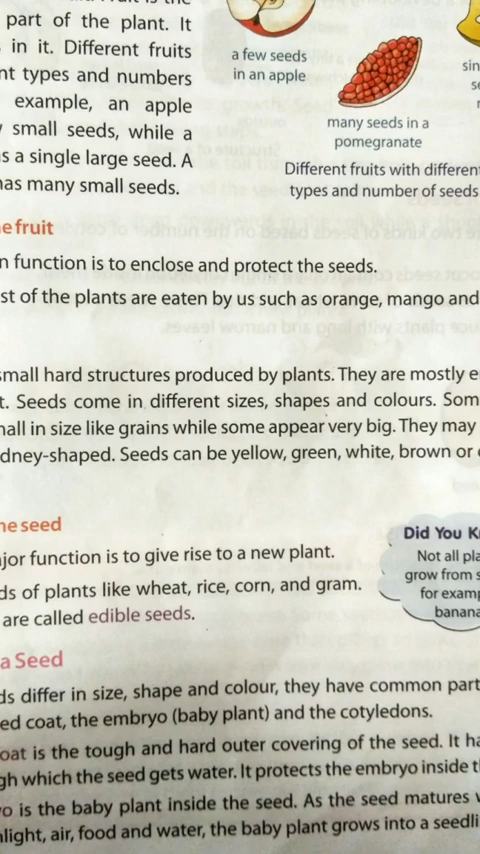 part of the plant. It
in it. Different fruits
nt types and numbers
example, an apple
small seeds, while a
s a single large seed. A
has many small seeds.
a few seeds
in an apple
many seeds in a
pomegranate
Different fruits with different
types and number of seeds
e fruit
n function is to enclose and protect the seeds.
st of the plants are eaten by us such as orange, mango and
small hard structures produced by plants. They are mostly e
t. Seeds come in different sizes, shapes and colours. Som
mall in size like grains while some appear very big. They may
dney-shaped. Seeds can be yellow, green, white, brown or
he seed
jor function is to give rise to a new plant.
ds of plants like wheat, rice, corn, and gram.
are called edible seeds.
Did You K
Not all pla
grow from s
for examp
banana
a Seed
ds differ in size, shape and colour, they have common part
ed coat, the embryo (baby plant) and the cotyledons.
oat is the tough and hard outer covering of the seed. It ha
gh which the seed gets water. It protects the embryo inside t
o is the baby plant inside the seed. As the seed matures
nlight, air, food and water, the baby plant grows into a seedli